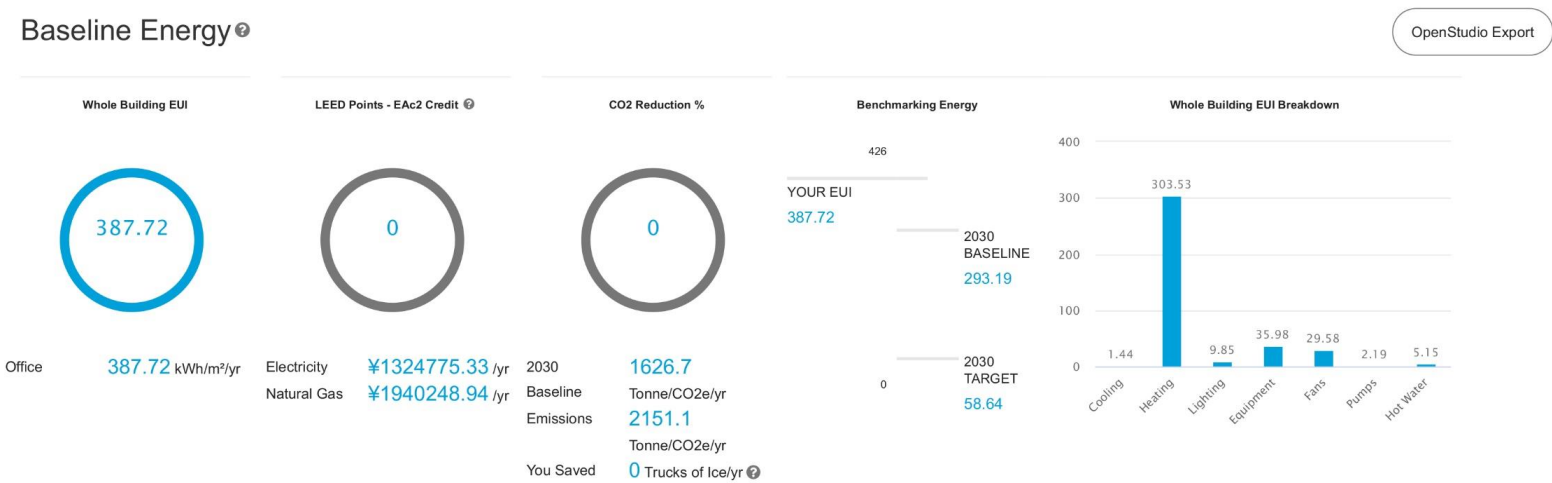 Baseline Energy
OpenStudio Export
Whole Building EUI
387.72
Office 387.72 kWh/m²/yr
LEED Points - EAc2 Credit
0
Electricity ¥1324775.33 /yr
Natural Gas ¥1940248.94 /yr
CO2 Reduction %
0
2030 1626.7
Baseline Tonne/CO2e/yr
Emissions 2151.1
Tonne/CO2e/yr
You Saved 0 Trucks of Ice/yr
Benchmarking Energy
426
YOUR EUI
387.72
2030
BASELINE
293.19
2030
TARGET
58.64
0
Whole Building EUI Breakdown
400
300
200
100
0
1.44
303.53
9.85
35.98
29.58
2.19
5.15
Cooling
Heating
Lighting
Equipment
Fans
Pumps
Hot Water